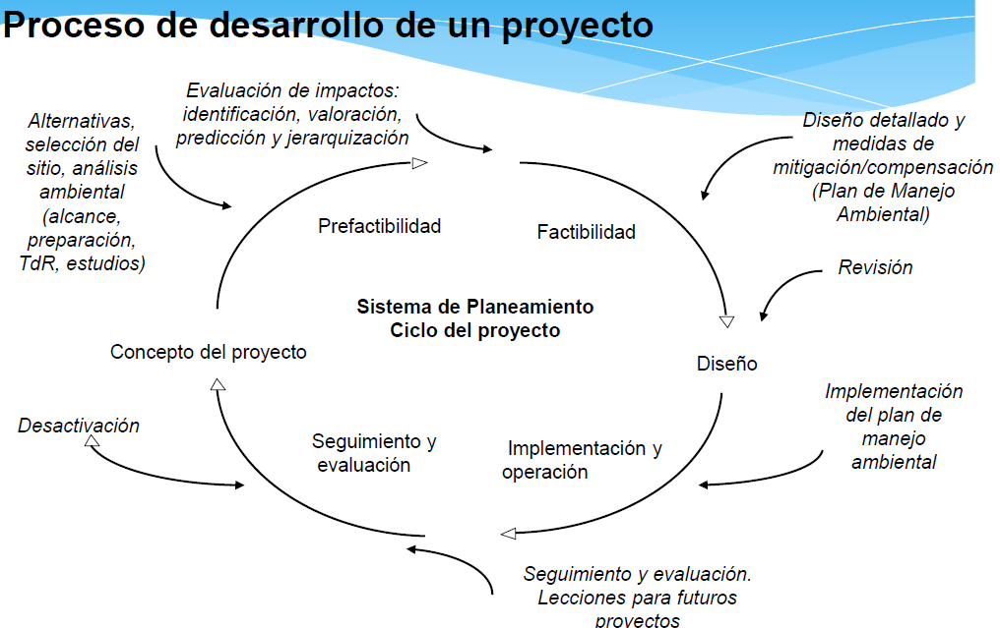 Proceso de desarrollo de un proyecto
Evaluación de impactos:
identificación, valoración,
predicción y jerarquización
Alternativas,
selección del
sitio, análisis
ambiental
(alcance,
preparación,
TdR, estudios)
Diseño detallado y
medidas de
mitigación/compensación
(Plan de Manejo
Ambiental)
Prefactibilidad
Factibilidad
Revisión
Sistema de Planeamiento
Ciclo del proyecto
Concepto del proyecto
Diseño
Implementación
del plan de
manejo
ambiental
Desactivación
Seguimiento y
evaluación
Implementación y
operación
Seguimiento y evaluación.
Lecciones para futuros
proyectos